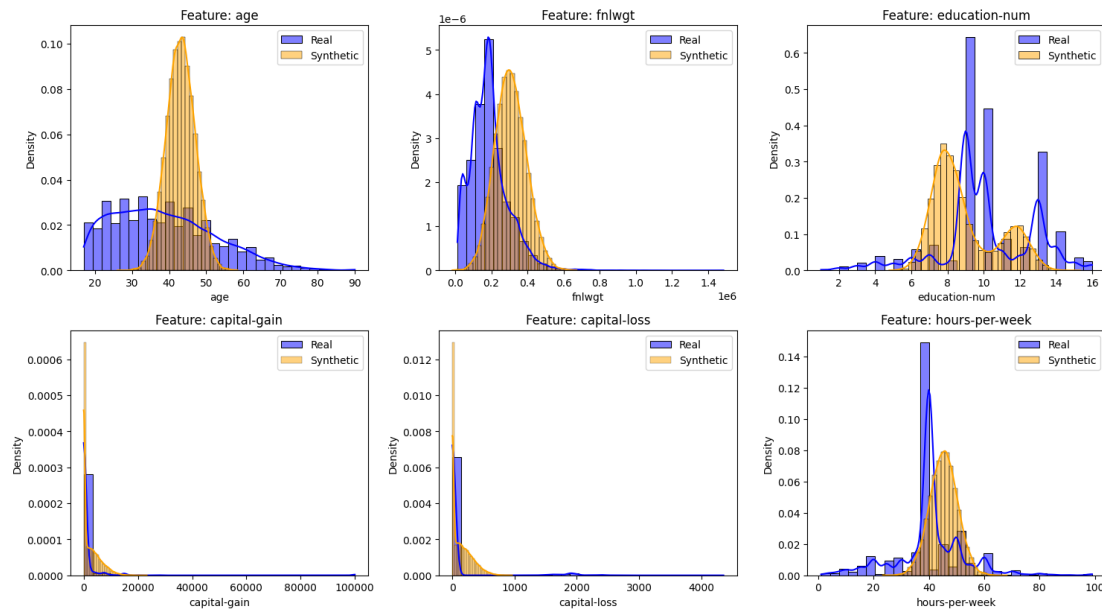 Feature: age
Real
Synthetic
Density
0.10
0.08
0.06
0.04
0.02
0.00
20 30 40 50 60 70 80 90
age
Feature: fnlwgt
1e−6
Real
Synthetic
Density
5
4
3
2
1
0
0.0 0.2 0.4 0.6 0.8 1.0 1.2 1.4
1e6
fnlwgt
Feature: education-num
Real
Synthetic
Density
0.6
0.5
0.4
0.3
0.2
0.1
0.0
2 4 6 8 10 12 14 16
education-num
Feature: capital-gain
Real
Synthetic
Density
0.0006
0.0005
0.0004
0.0003
0.0002
0.0001
0.0000
0 20000 40000 60000 80000 100000
capital-gain
Feature: capital-loss
Real
Synthetic
Density
0.012
0.010
0.008
0.006
0.004
0.002
0.000
0 1000 2000 3000 4000
capital-loss
Feature: hours-per-week
Real
Synthetic
Density
0.14
0.12
0.10
0.08
0.06
0.04
0.02
0.00
0 20 40 60 80 100
hours-per-week